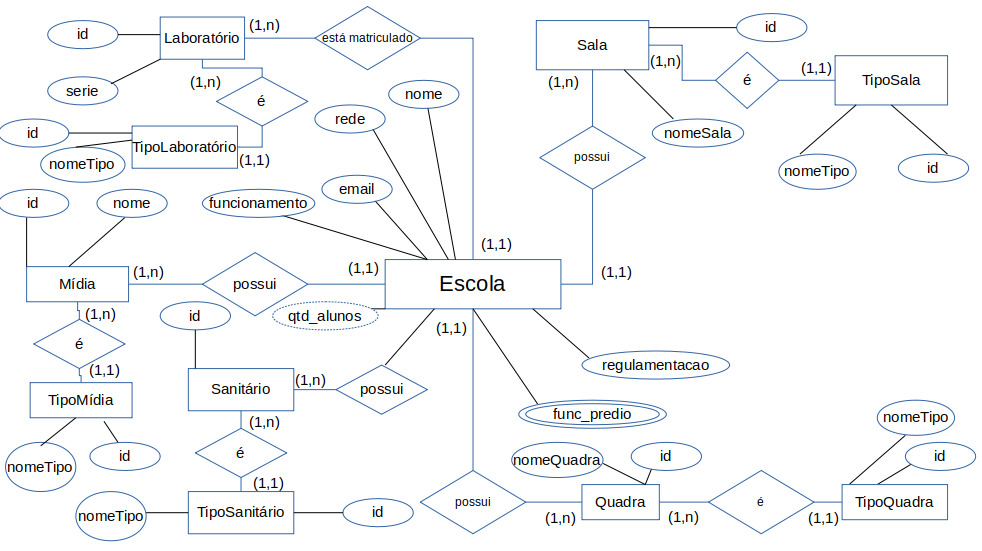 id
Laboratório
(1,n)
está matriculado
serie
(1,n)
é
id
TipoLaboratório
nomeTipo
(1,1)
id
nome
rede
nome
email
funcionamento
Sala
id
(1,n)
(1,n)
é
(1,1)
TipoSala
nomeSala
possui
nomeTipo
id
(1,1)
(1,1)
Mídia
(1,n)
possui
(1,1)
Escola
qtd_alunos
(1,1)
id
(1,n)
é
(1,1)
TipoMídia
nomeTipo
id
Sanitário
(1,n)
possui
(1,n)
é
(1,1)
nomeTipo
TipoSanitário
id
regulamentacao
func_predio
nomeQuadra
id
possui
(1,n)
Quadra
(1,n)
é
(1,1)
TipoQuadra
nomeTipo
id